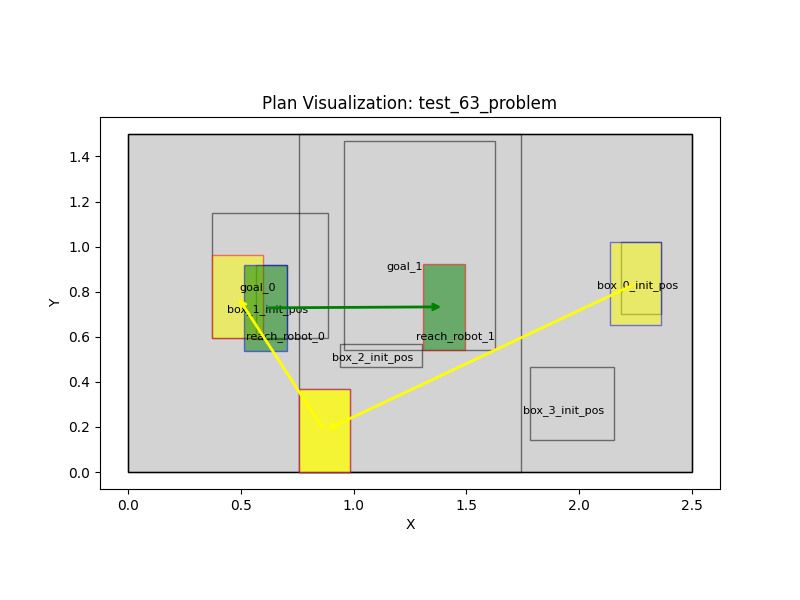 Plan Visualization: test_63_problem
Y
1.4
1.2
1.0
0.8
0.6
0.4
0.2
0.0
goal_1
goal_0
box_0_init_pos
box_1_init_pos
reach_robot_0
reach_robot_1
box_2_init_pos
box_3_init_pos
0.0
0.5
1.0
1.5
2.0
2.5
X